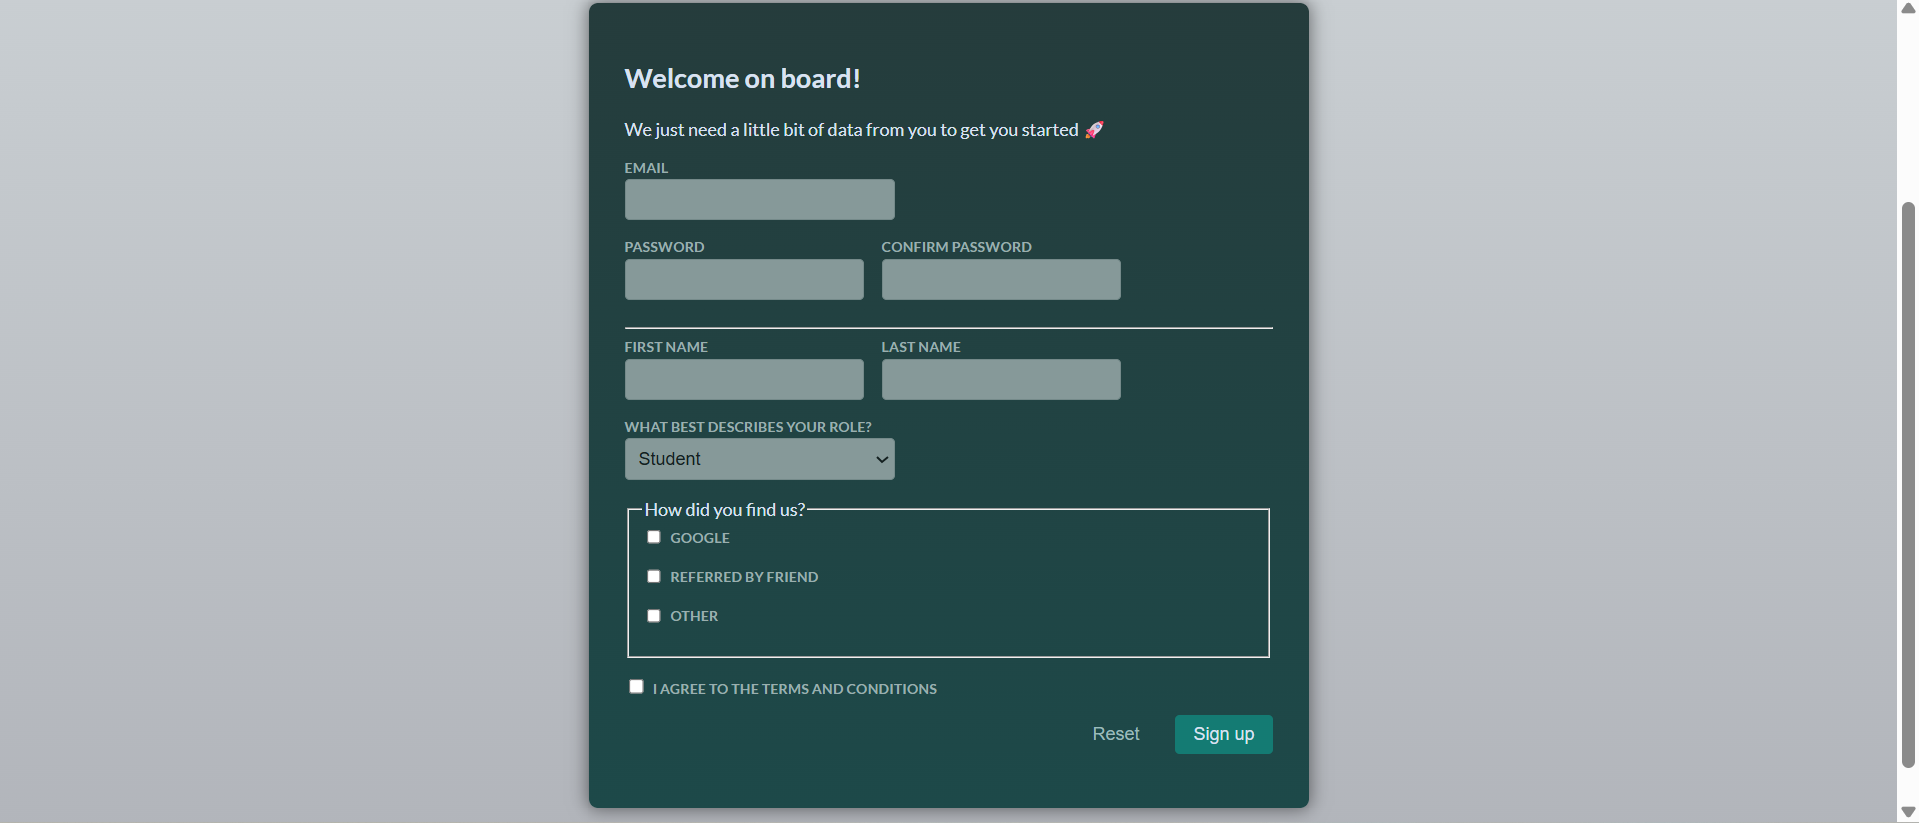 Welcome on board!
We just need a little bit of data from you to get you started 🚀
EMAIL
PASSWORD CONFIRM PASSWORD
FIRST NAME LAST NAME
WHAT BEST DESCRIBES YOUR ROLE?
Student
How did you find us?
GOOGLE
REFERRED BY FRIEND
OTHER
I AGREE TO THE TERMS AND CONDITIONS
Reset Sign up